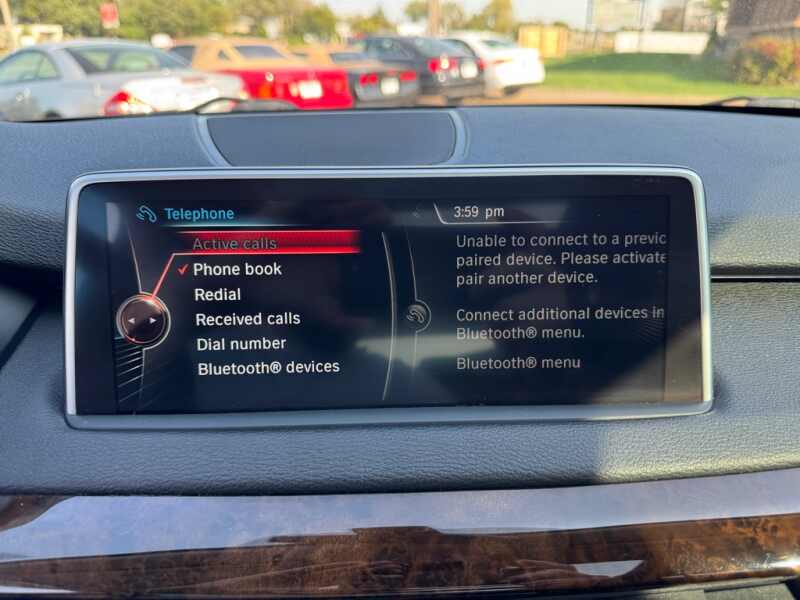 Telephone
3:59 pm
Active calls
Phone book
Redial
Received calls
Dial number
Bluetooth® devices
Unable to connect to a previo
paired device. Please activate
pair another device.
Connect additional devices in
Bluetooth® menu.
Bluetooth® menu